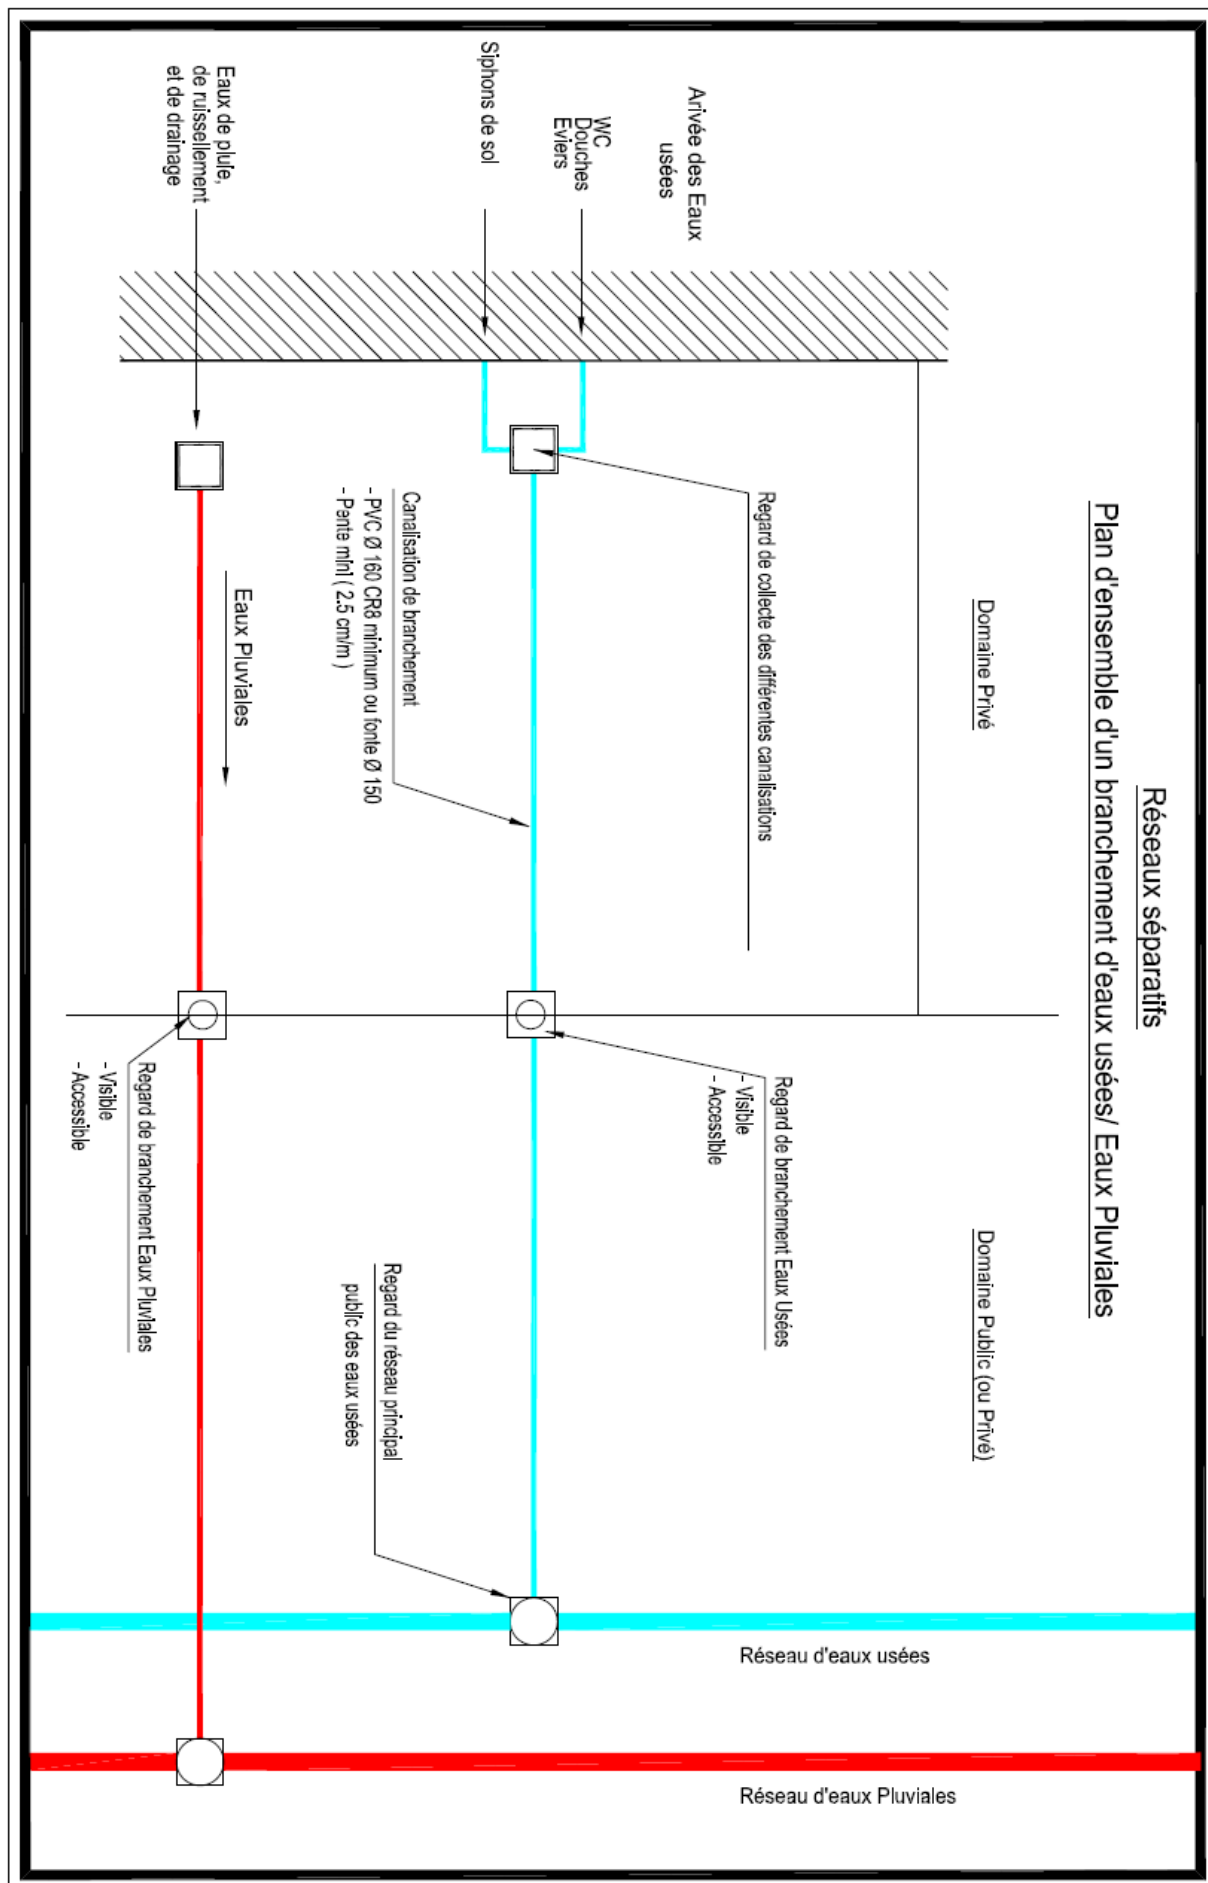 Réseaux séparatifs
Plan d'ensemble d'un branchement d'eaux usées/ Eaux Pluviales
Domaine Privé
Domaine Public (ou Privé)
Arivée des Eaux
usées
WC
Douches
Eviers
Siphons de sol
Eaux de pluie,
de ruissellement
et de drainage
Regard de collecte des différentes canalisations
Canalisation de branchement
- PVC Ø 160 CR8 minimum ou fonte Ø 150
- Pente mini ( 2.5 cm/m )
Eaux Pluviales
Regard de branchement Eaux Usées
- Visible
- Accessible
Regard de branchement Eaux Pluviales
- Visible
- Accessible
Regard du réseau principal
public des eaux usées
Réseau d'eaux usées
Réseau d'eaux Pluviales